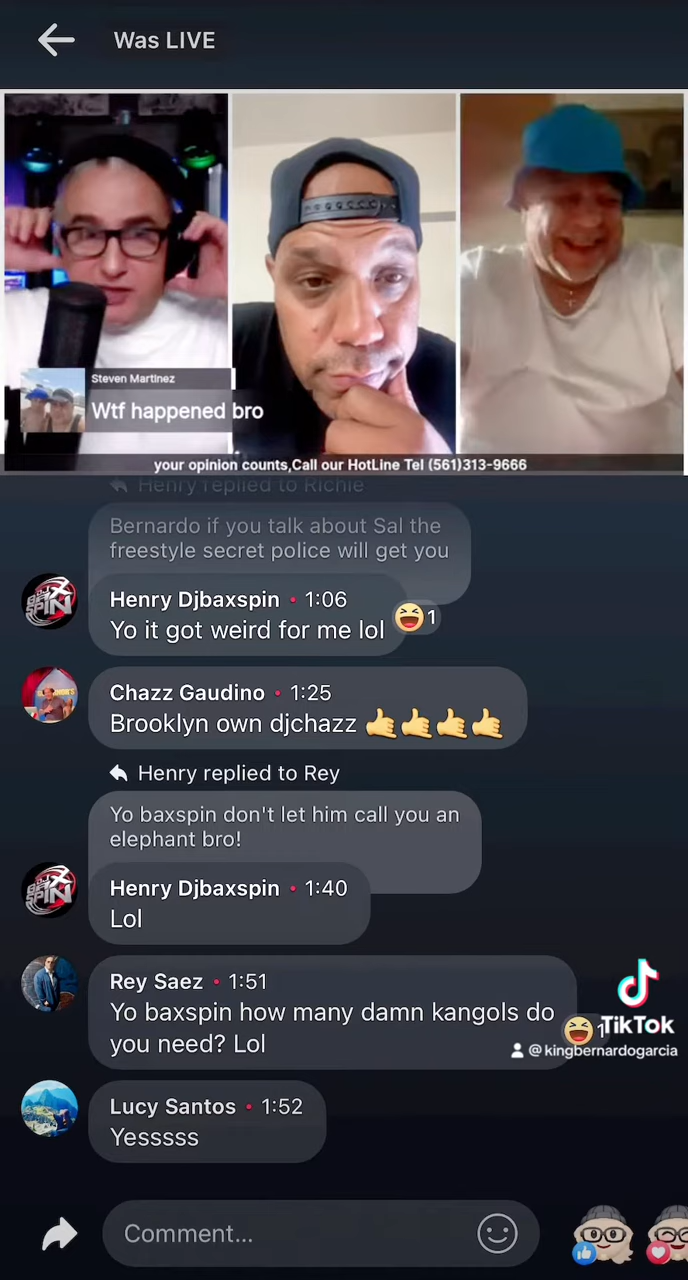 Was LIVE
Steven Martinez
Wtf happened bro
your opinion counts,Call our HotLine Tel (561)313-9666
Henry replied to Richie
Bernardo if you talk about Sal the
freestyle secret police will get you
Henry Djbaxspin • 1:06
Yo it got weird for me lol
1
Chazz Gaudino • 1:25
Brooklyn own djchazz 🤙🤙🤙🤙
Henry replied to Rey
Yo baxspin don't let him call you an
elephant bro!
Henry Djbaxspin • 1:40
Lol
Rey Saez • 1:51
Yo baxspin how many damn kangols do
you need? Lol
1
TikTok
@kingbernardogarcia
Lucy Santos • 1:52
Yesssss
Comment...